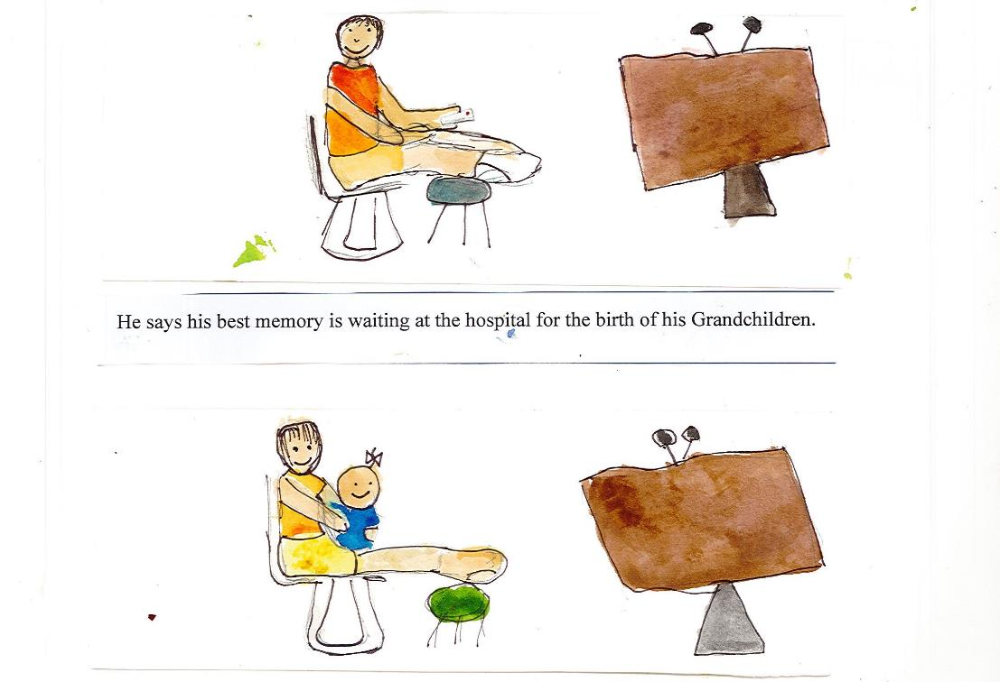 He says his best memory is waiting at the hospital for the birth of his Grandchildren.